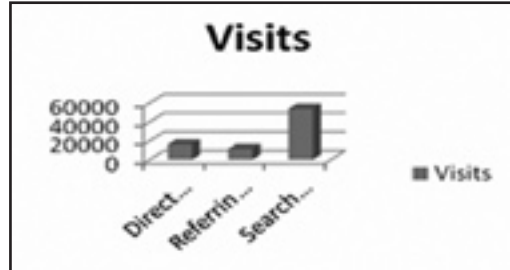 Visits
60000
40000
20000
0
Direct...
Referrin...
Search...
Visits